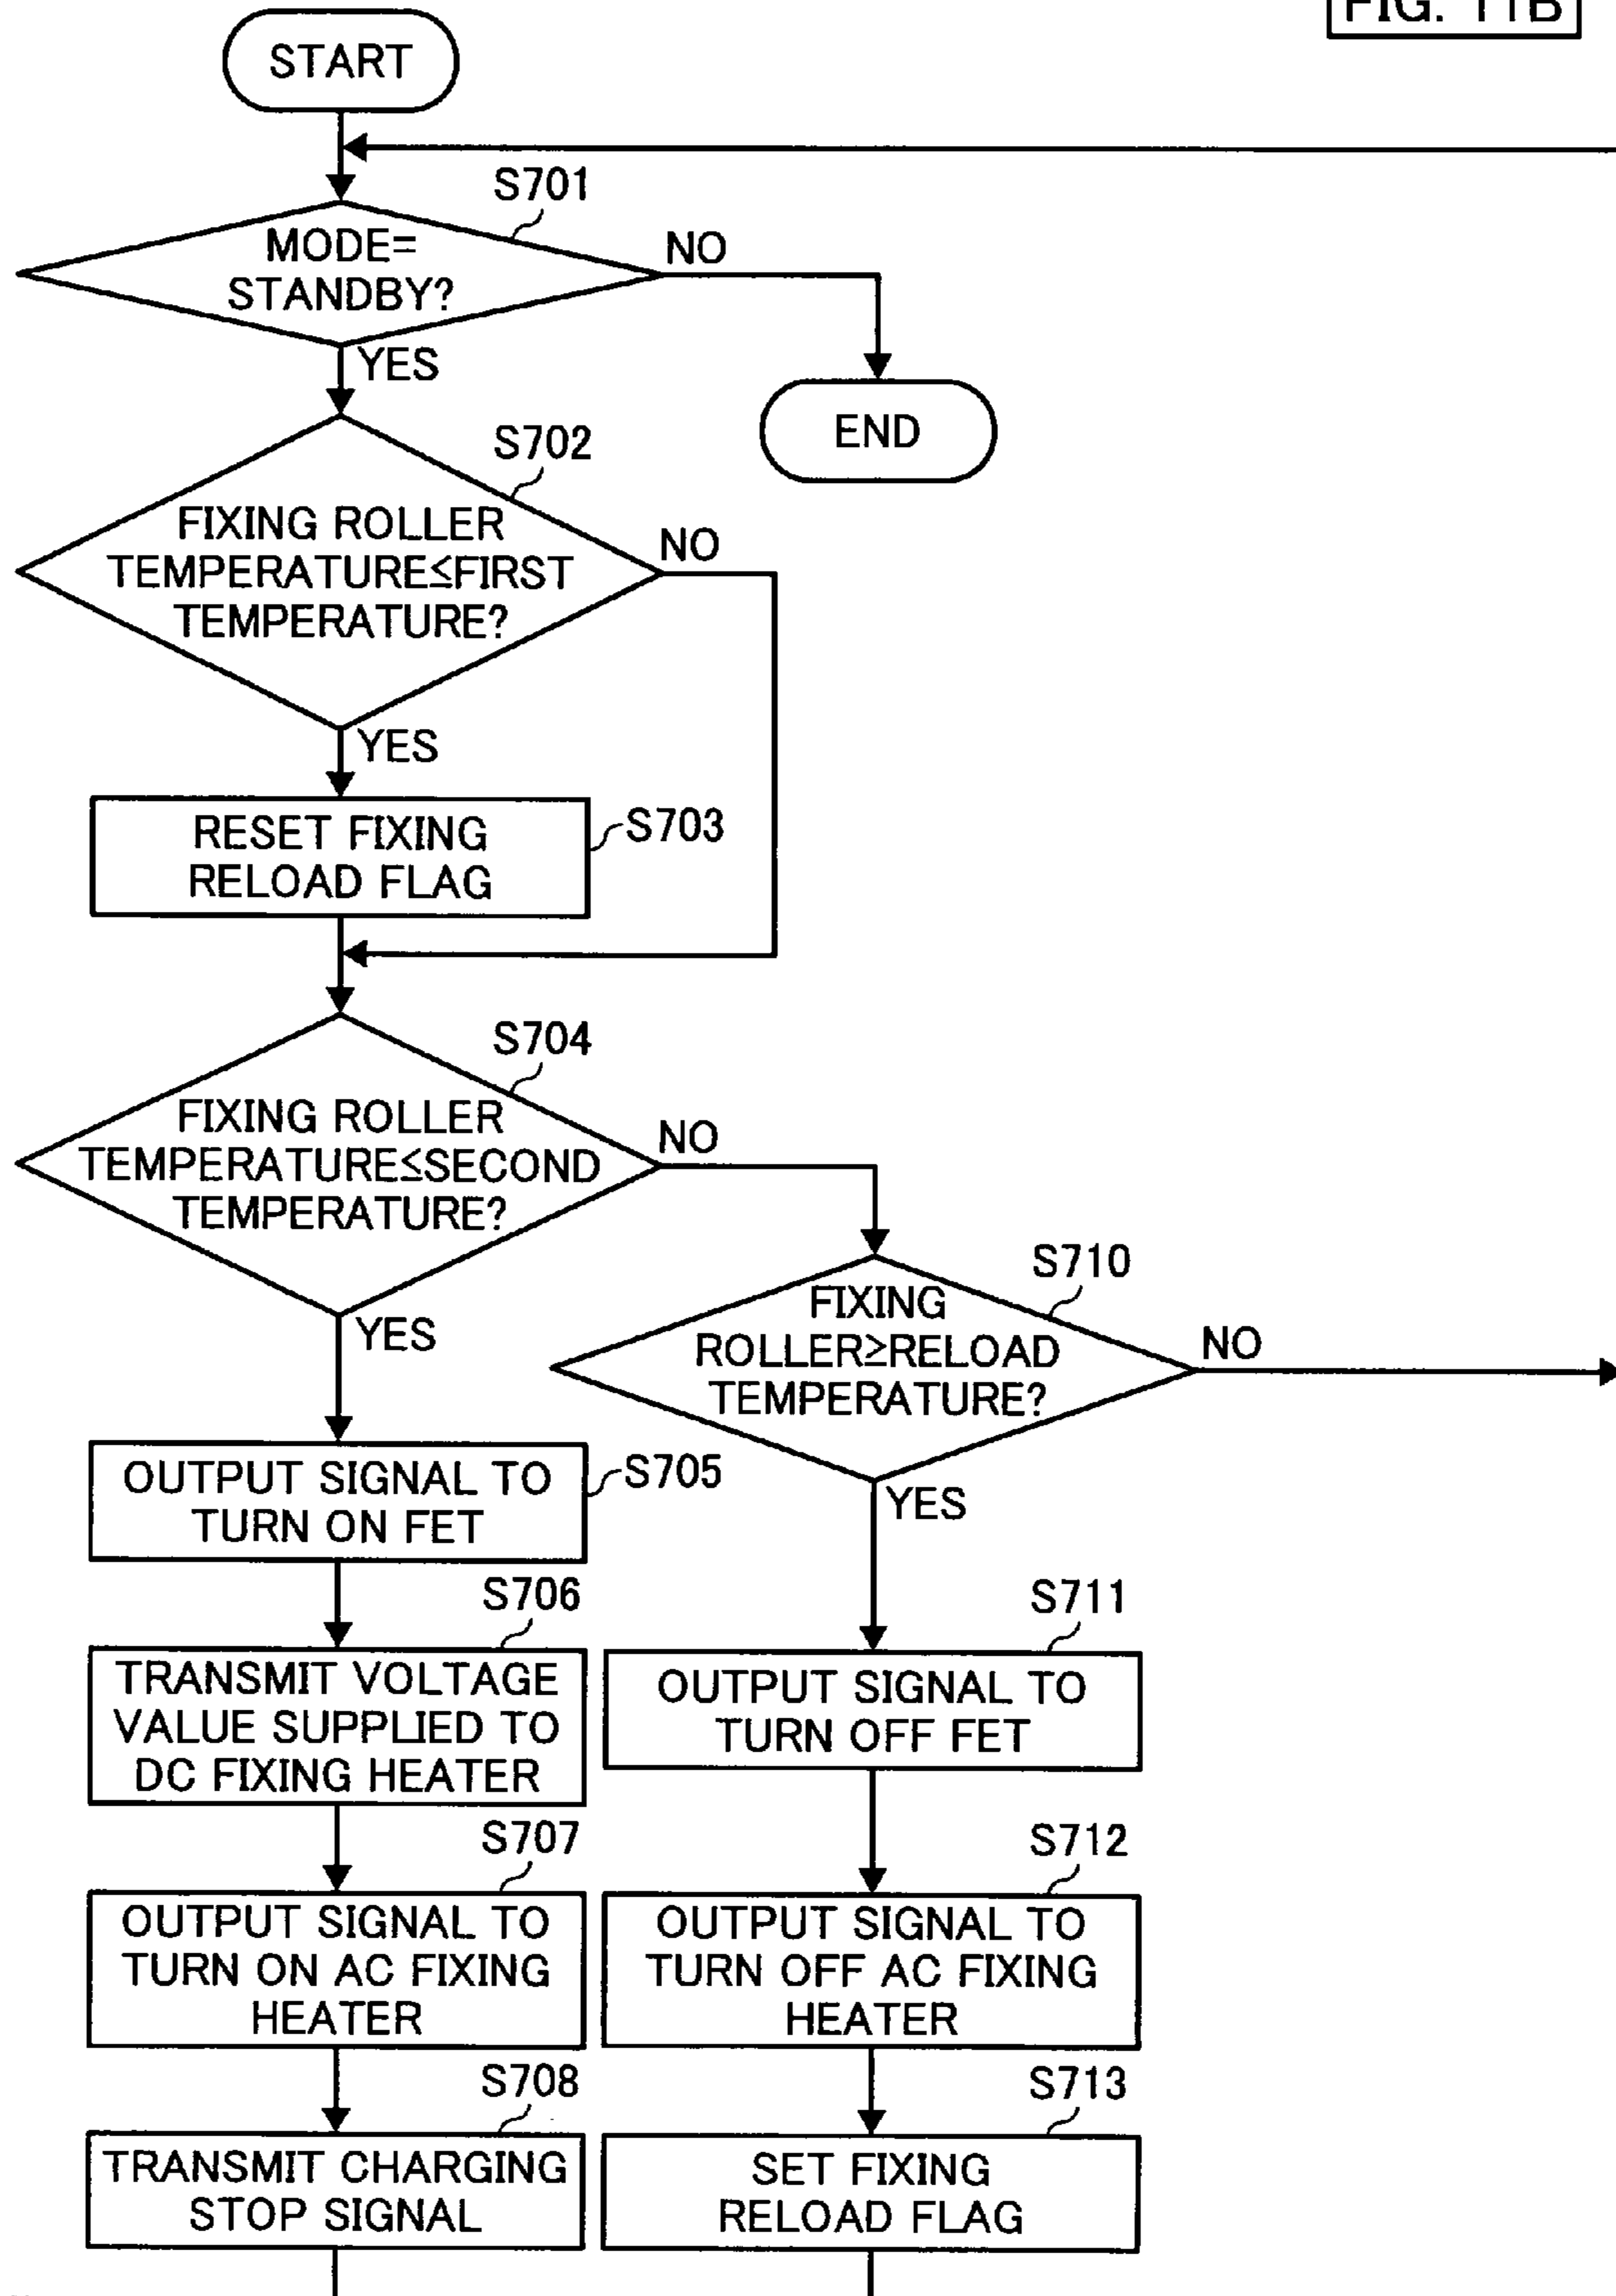 FIG. 11B
START
S701
MODE=
STANDBY?
NO
YES
END
S702
FIXING ROLLER
TEMPERATURE≤FIRST
TEMPERATURE?
NO
YES
RESET FIXING
RELOAD FLAG
S703
S704
FIXING ROLLER
TEMPERATURE≤SECOND
TEMPERATURE?
NO
YES
S710
FIXING
ROLLER≥RELOAD
TEMPERATURE?
NO
YES
OUTPUT SIGNAL TO
TURN ON FET
S705
S706
TRANSMIT VOLTAGE
VALUE SUPPLIED TO
DC FIXING HEATER
S711
OUTPUT SIGNAL TO
TURN OFF FET
S707
OUTPUT SIGNAL TO
TURN ON AC FIXING
HEATER
S712
OUTPUT SIGNAL TO
TURN OFF AC FIXING
HEATER
S708
TRANSMIT CHARGING
STOP SIGNAL
S713
SET FIXING
RELOAD FLAG